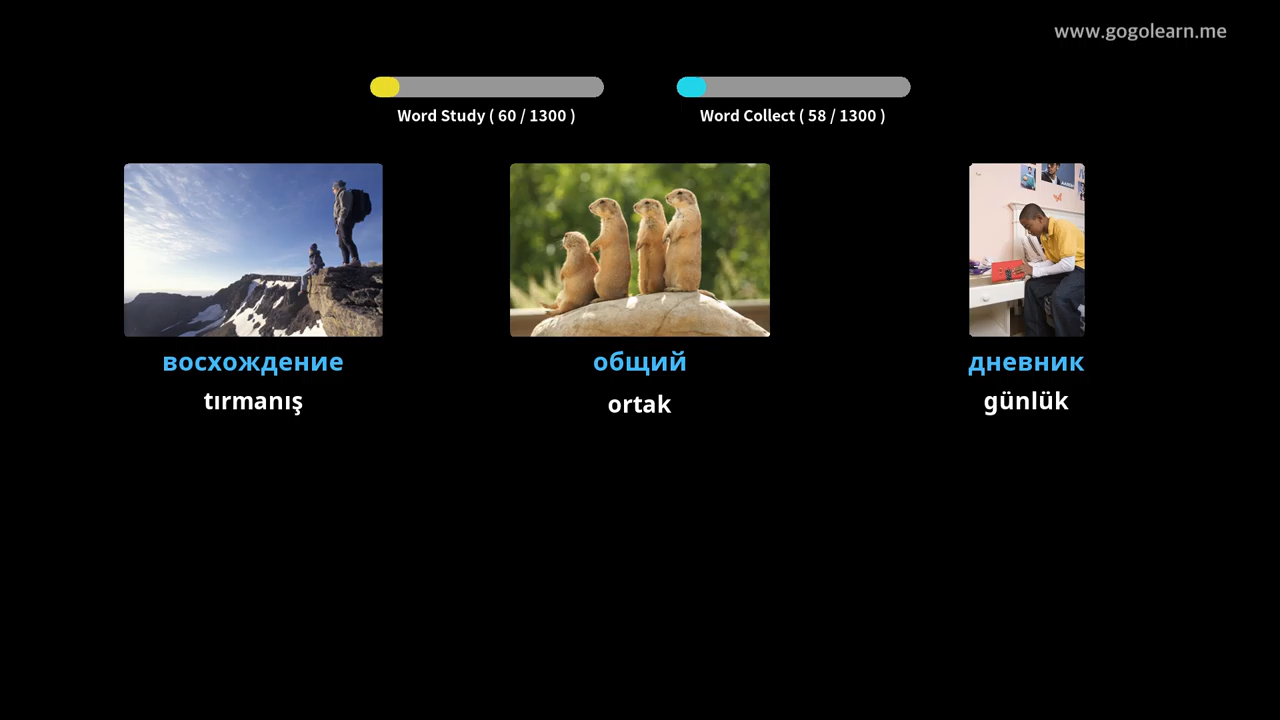 www.gogolearn.me
Word Study ( 60 / 1300 )
Word Collect ( 58 / 1300 )
восхождение
общий
дневник
tırmanış
ortak
günlük